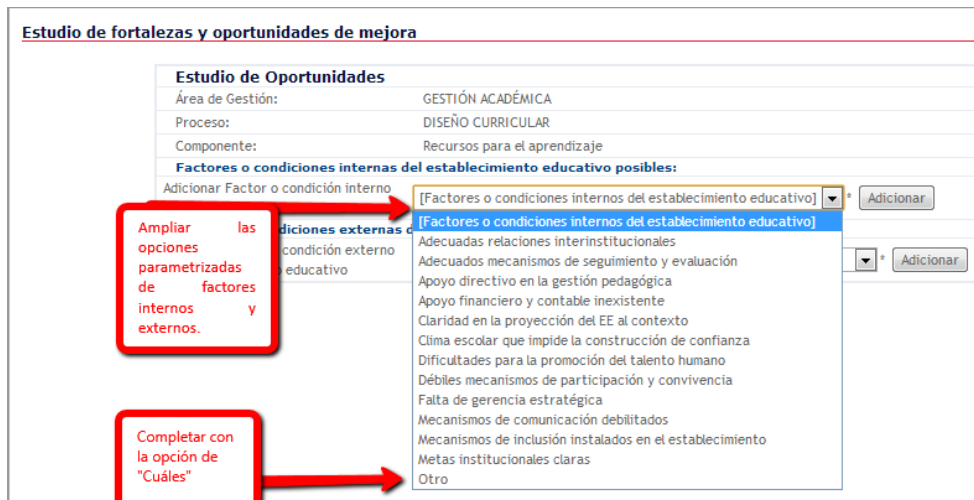 Estudio de fortalezas y oportunidades de mejora
Estudio de Oportunidades
Área de Gestión: GESTIÓN ACADÉMICA
Proceso: DISEÑO CURRICULAR
Componente: Recursos para el aprendizaje
Factores o condiciones internas del establecimiento educativo posibles:
Adicionar Factor o condición interno
[Factores o condiciones internos del establecimiento educativo] * Adicionar
[Factores o condiciones internos del establecimiento educativo]
Adecuadas relaciones interinstitucionales
Adecuados mecanismos de seguimiento y evaluación
Apoyo directivo en la gestión pedagógica
Apoyo financiero y contable inexistente
Claridad en la proyección del EE al contexto
Clima escolar que impide la construcción de confianza
Dificultades para la promoción del talento humano
Débiles mecanismos de participación y convivencia
Falta de gerencia estratégica
Mecanismos de comunicación debilitados
Mecanismos de inclusión instalados en el establecimiento
Metas institucionales claras
Otro
diciones externas d
condición externo
educativo
* Adicionar
Ampliar las
opciones
parametrizadas
de factores
internos y
externos.
Completar con
la opción de
"Cuáles"